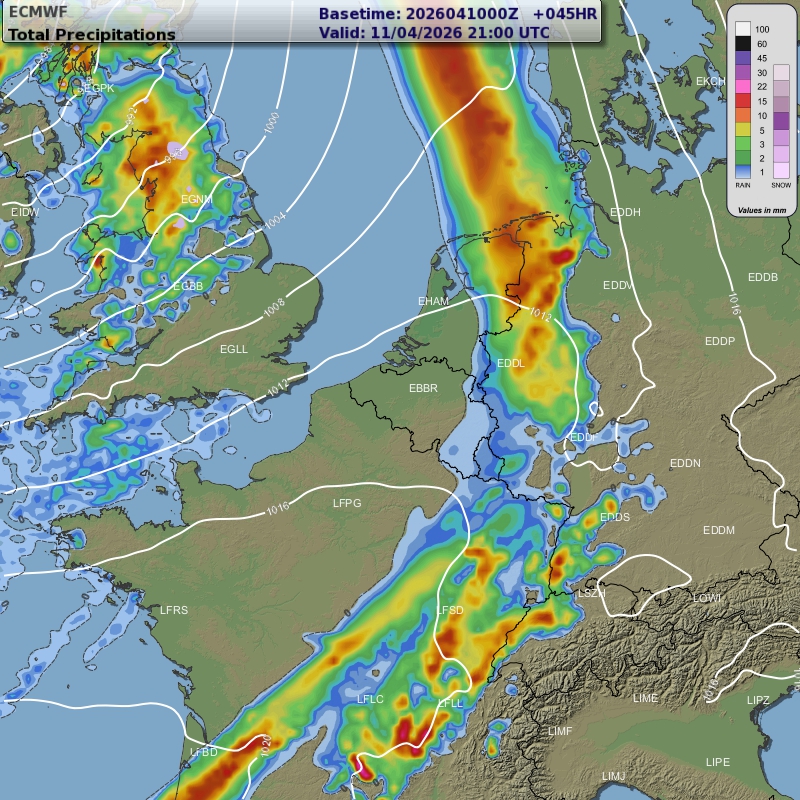 ECMWF
Total Precipitations
Basetime: 2026041000Z +045HR
Valid: 11/04/2026 21:00 UTC
100
60
45
30
22
15
10
5
3
2
1
RAIN
SNOW
Values in mm
EGPK
EKCH
1000
EGNM
EIDW
1004
EDDH
EGBB
EDDV
EDDB
EHAM
1008
1012
1016
EGLL
EDDP
EDDL
1012
EBBR
EDDF
EDDN
1016
LFPG
EDDS
EDDM
LSZH
LOWI
LFRS
LFSD
LFLC
LFLL
LIME
LIPZ
1016
LIMF
1020
LFBD
LIPE
LIMJ